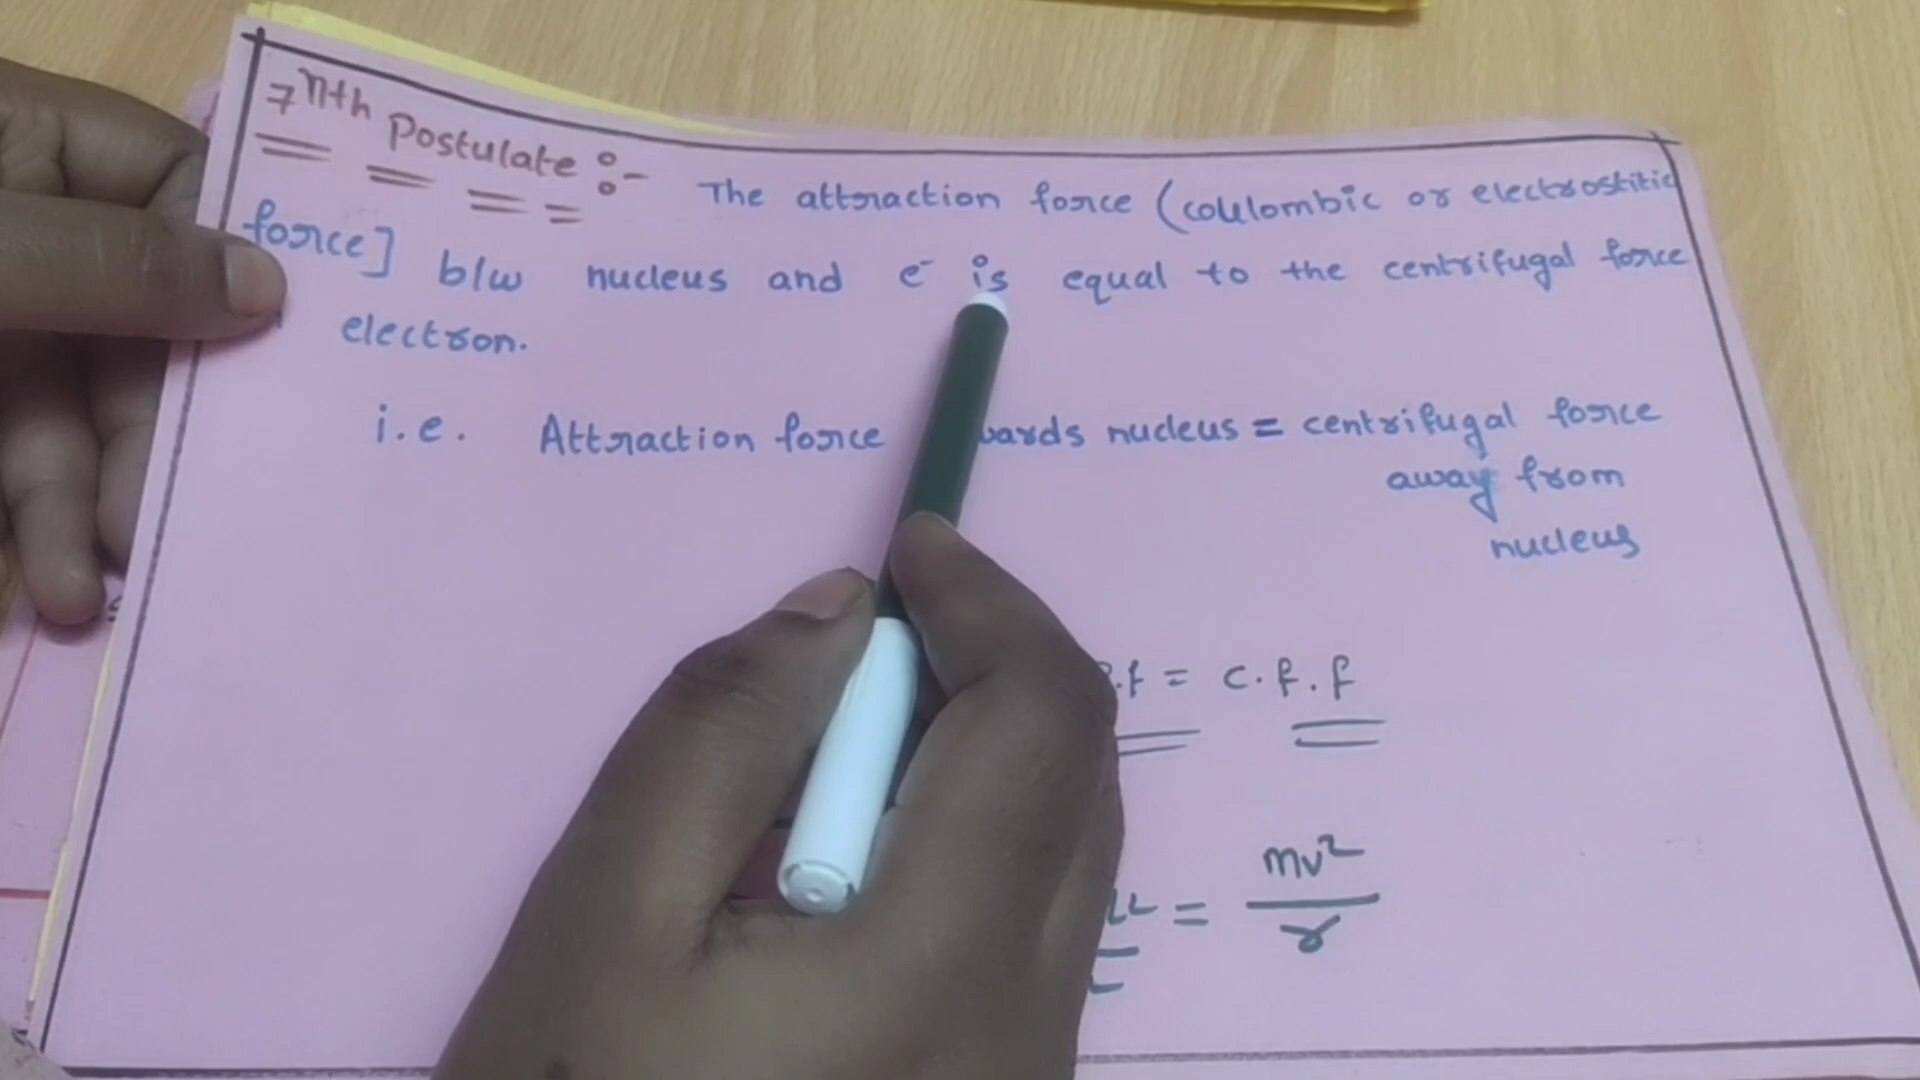 7nth Postulate :- The attraction force (coulombic or electrostitic
force] b/w nucleus and e⁻ is equal to the centrifugal force
electron.
i.e. Attraction force wards nucleus = centrifugal force
away from
nucleus
.f = c.f.f
= mv²
r